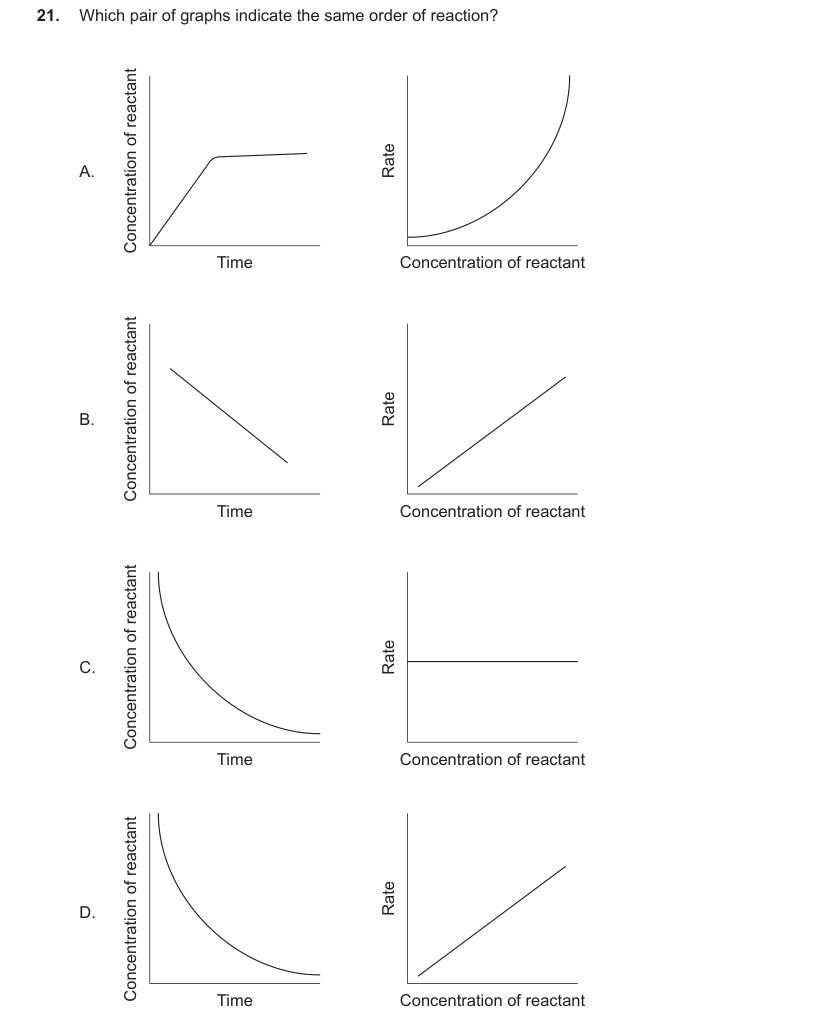 21. Which pair of graphs indicate the same order of reaction?
A.
Concentration of reactant
Time
Rate
Concentration of reactant
B.
Concentration of reactant
Time
Rate
Concentration of reactant
C.
Concentration of reactant
Time
Rate
Concentration of reactant
D.
Concentration of reactant
Time
Rate
Concentration of reactant